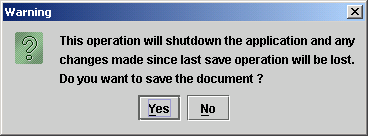 Warning
This operation will shutdown the application and any
changes made since last save operation will be lost.
Do you want to save the document ?
Yes No